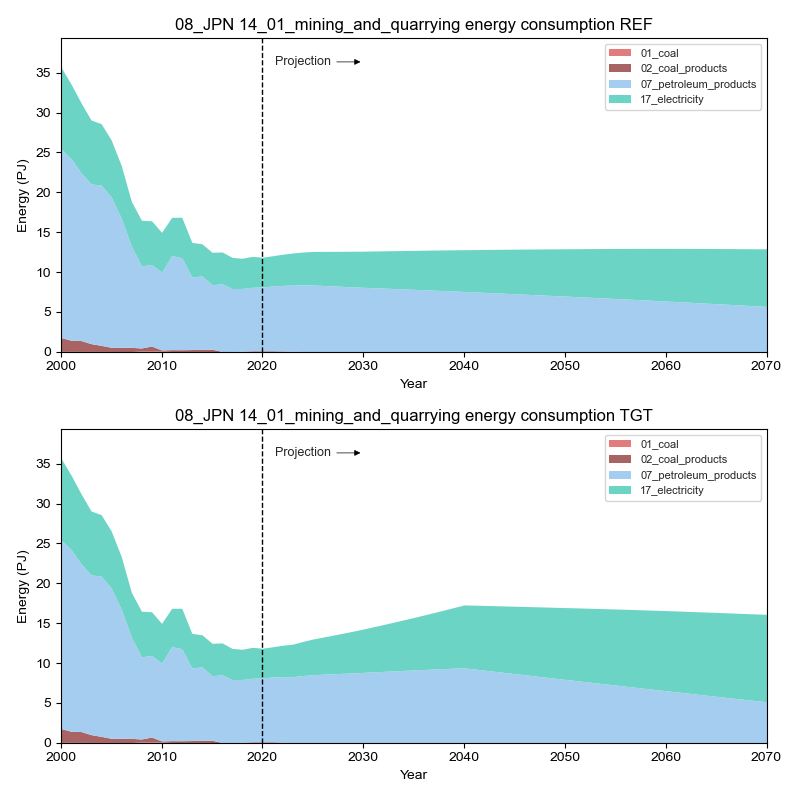 08_JPN 14_01_mining_and_quarrying energy consumption REF
Energy (PJ)
35
30
25
20
15
10
5
0
Projection
01_coal
02_coal_products
07_petroleum_products
17_electricity
2000 2010 2020 2030 2040 2050 2060 2070
Year
08_JPN 14_01_mining_and_quarrying energy consumption TGT
Energy (PJ)
35
30
25
20
15
10
5
0
Projection
01_coal
02_coal_products
07_petroleum_products
17_electricity
2000 2010 2020 2030 2040 2050 2060 2070
Year